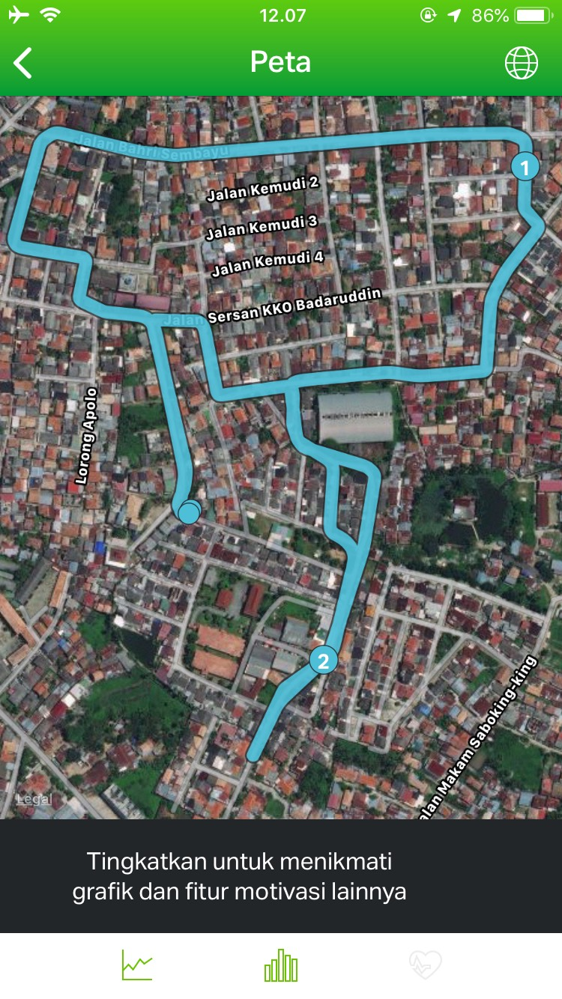 12.07
86%
Peta
Jalan Bahri Sembayu
1
Jalan Kemudi 2
Jalan Kemudi 3
Jalan Kemudi 4
Jalan Sersan KKO Badaruddin
Lorong Apolo
2
alan Makam Saboking-king
Legal
Tingkatkan untuk menikmati
grafik dan fitur motivasi lainnya